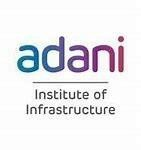 adani
Institute of
Infrastructure